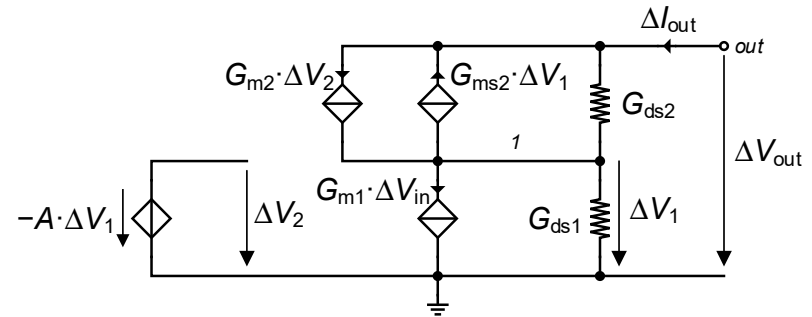 ΔIout
out
Gm2·ΔV2
Gms2·ΔV1
Gds2
1
ΔVout
−A·ΔV1
ΔV2
Gm1·ΔVin
Gds1
ΔV1